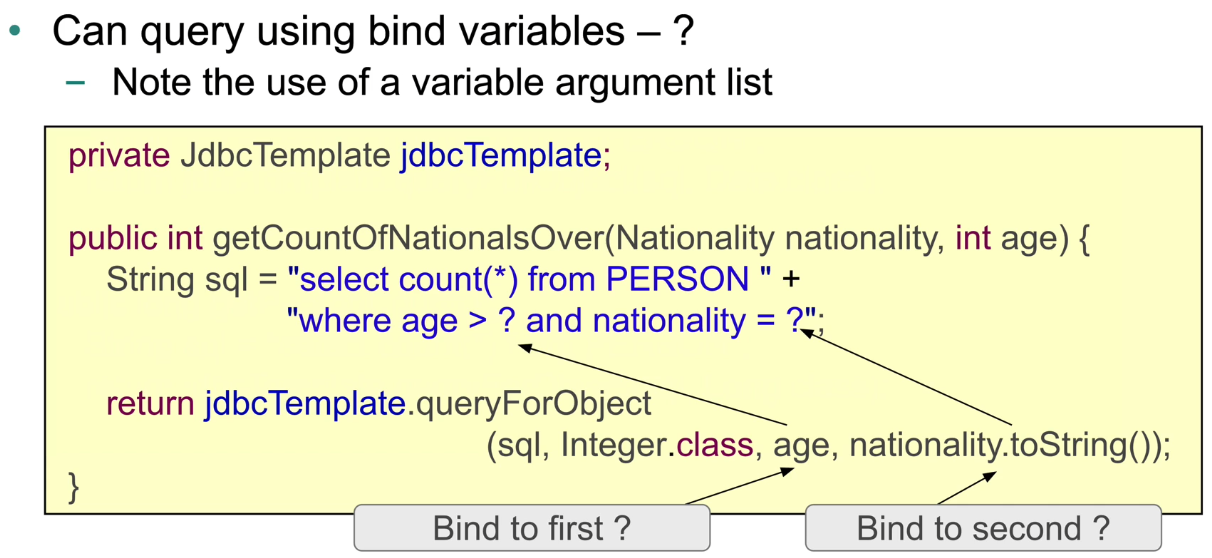 • Can query using bind variables – ?
– Note the use of a variable argument list
private JdbcTemplate jdbcTemplate;
public int getCountOfNationalsOver(Nationality nationality, int age) {
String sql = "select count(*) from PERSON " +
"where age > ? and nationality = ?";
return jdbcTemplate.queryForObject
(sql, Integer.class, age, nationality.toString());
}
Bind to first ?
Bind to second ?